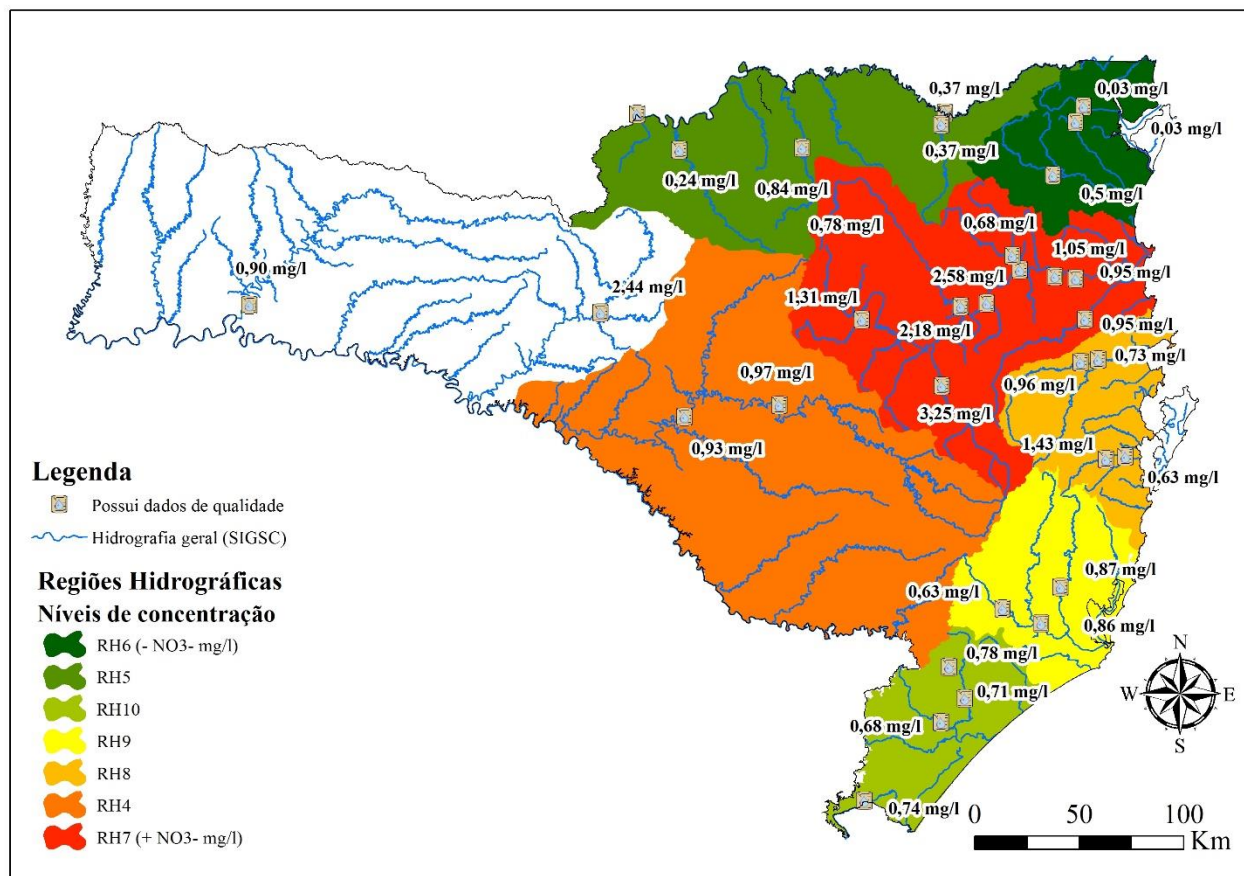 0,37 mg/l
0,03 mg/l
0,03 mg/l
0,37 mg/l
0,24 mg/l
0,84 mg/l
0,5 mg/l
0,78 mg/l
0,68 mg/l
1,05 mg/l
0,90 mg/l
2,44 mg/l
2,58 mg/l
0,95 mg/l
1,31 mg/l
2,18 mg/l
0,95 mg/l
0,73 mg/l
0,97 mg/l
0,96 mg/l
3,25 mg/l
0,93 mg/l
1,43 mg/l
0,63 mg/l
0,87 mg/l
0,63 mg/l
0,86 mg/l
0,78 mg/l
0,71 mg/l
0,68 mg/l
0,74 mg/l
Legenda
Possui dados de qualidade
Hidrografia geral (SIGSC)
Regiões Hidrográficas
Níveis de concentração
RH6 (- NO3- mg/l)
RH5
RH10
RH9
RH8
RH4
RH7 (+ NO3- mg/l)
N
W E
S
0 50 100
Km